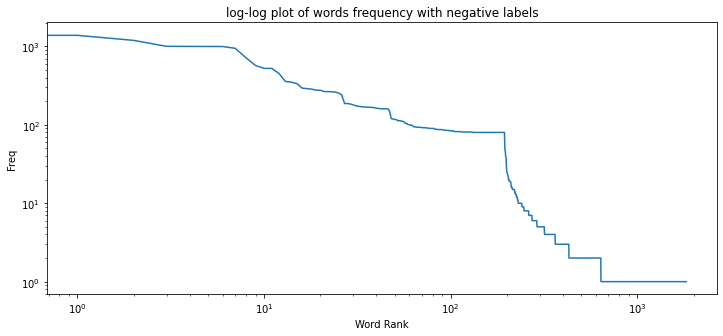 log-log plot of words frequency with negative labels
10³
10²
10¹
10⁰
Freq
10⁰ 10¹ 10² 10³
Word Rank